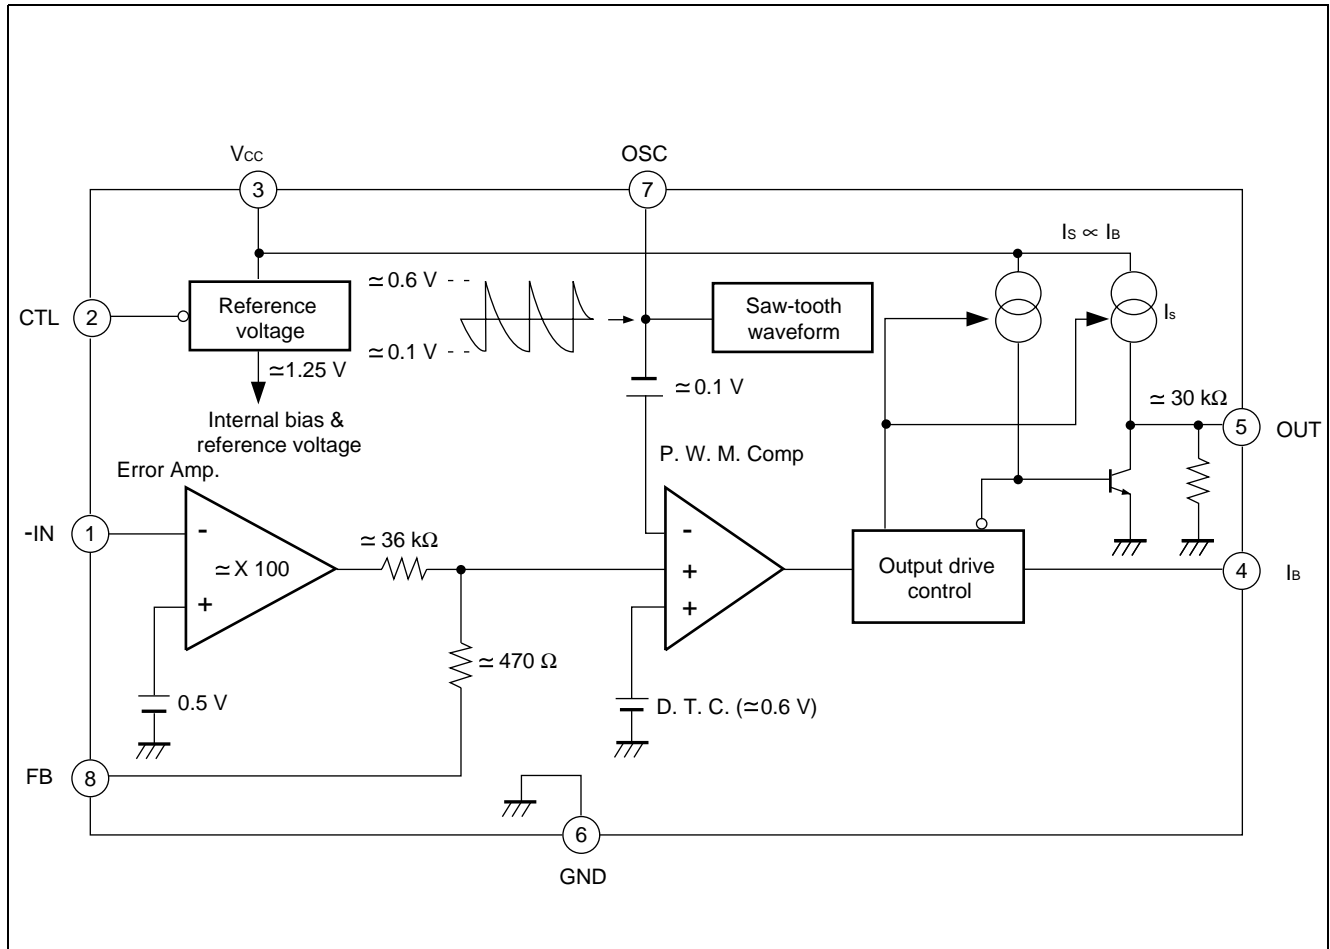 VCC
OSC
3
7
IS ∝ IB
≃ 0.6 V
CTL
2
Reference
voltage
Saw-tooth
waveform
Is
≃ 0.1 V
≃1.25 V
≃ 0.1 V
≃ 30 kΩ
Internal bias &
reference voltage
5
OUT
Error Amp.
P. W. M. Comp
-IN
1
-
≃ 36 kΩ
-
≃ X 100
+
Output drive
control
4
IB
+
+
≃ 470 Ω
0.5 V
D. T. C. (≃0.6 V)
FB
8
6
GND